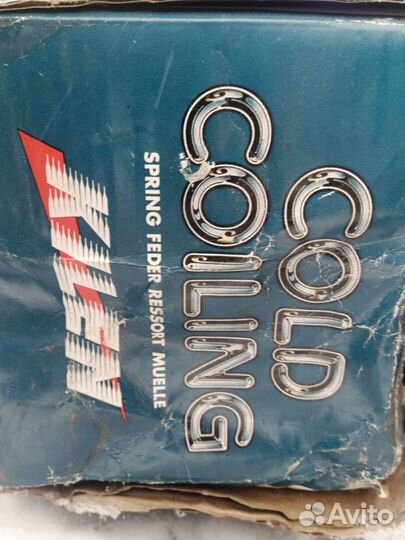 COLD
COILING
SPRING FEDER RESSORT MUELLE
KILEN
Avito